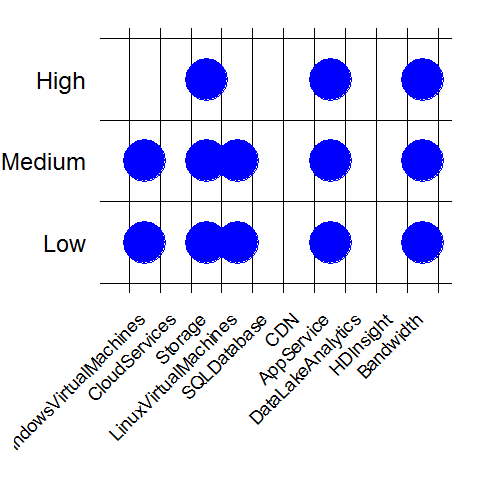 High
Medium
Low
ndowsVirtualMachines
CloudServices
Storage
LinuxVirtualMachines
SQLDatabase
CDN
AppService
DataLakeAnalytics
HDInsight
Bandwidth